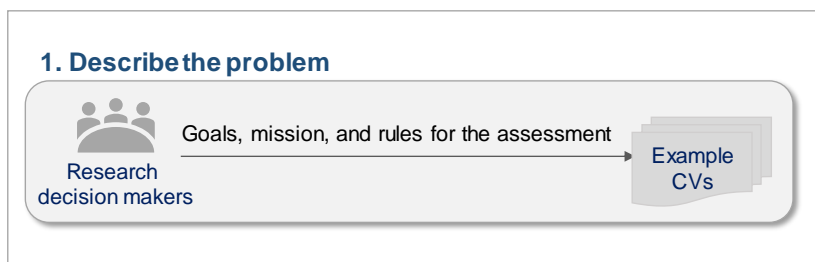 1. Describe the problem
Goals, mission, and rules for the assessment
Research
decision makers
Example
CVs